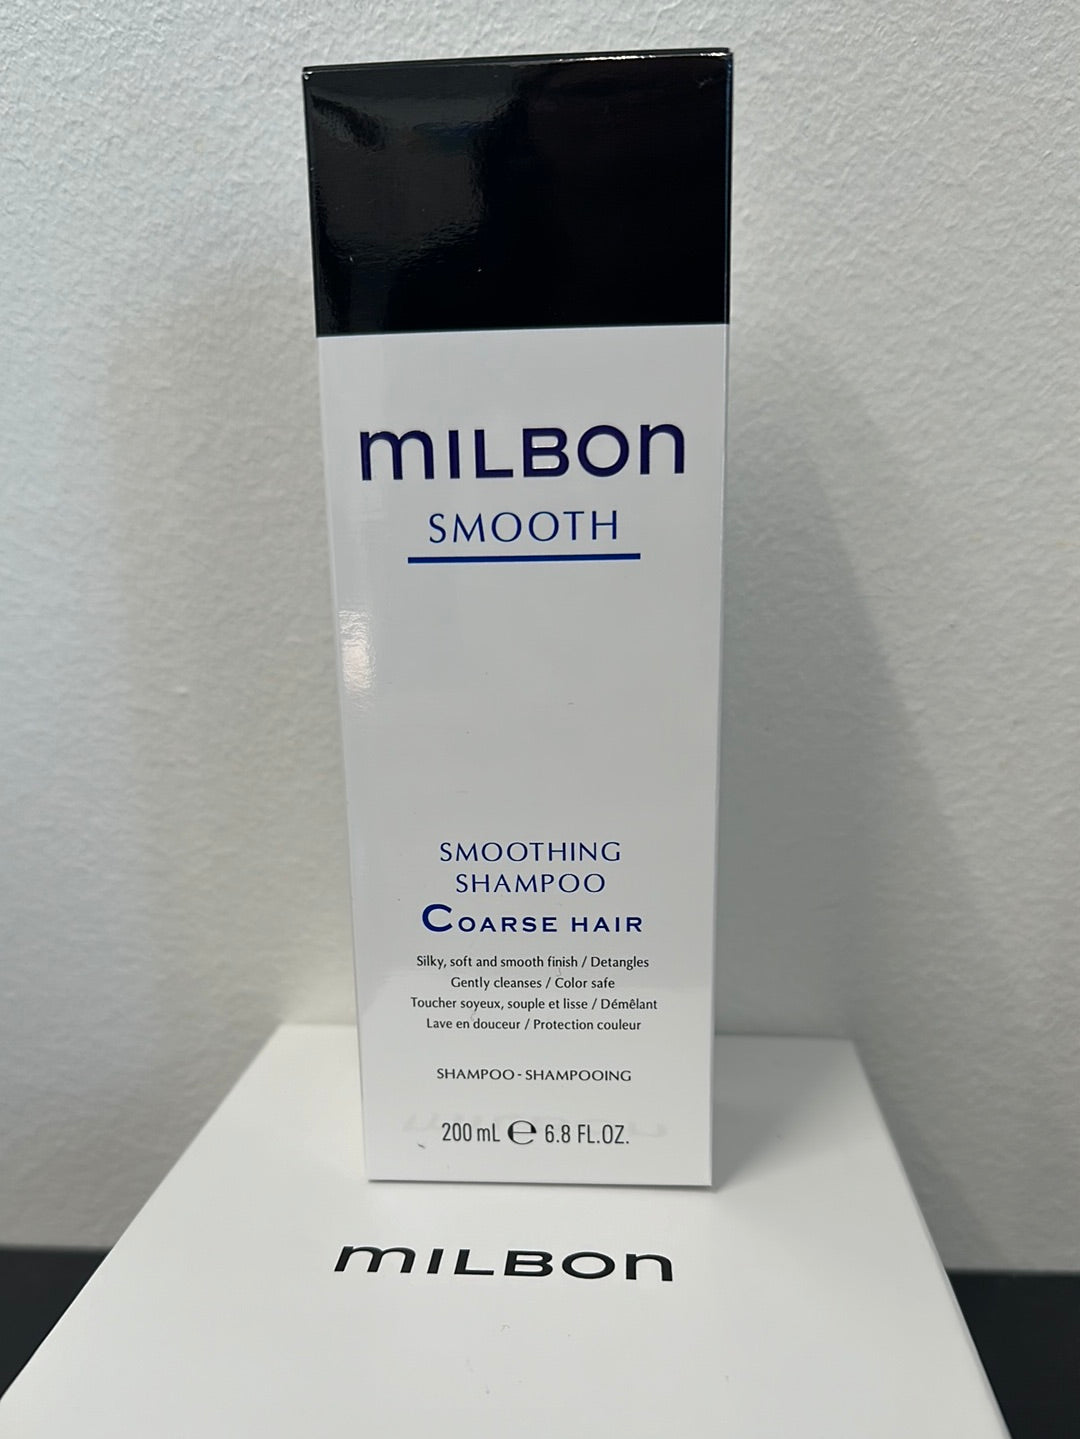 mILBOn
SMOOTH
SMOOTHING
SHAMPOO
COARSE HAIR
Silky, soft and smooth finish / Detangles
Gently cleanses / Color safe
Toucher soyeux, souple et lisse / Démêlant
Lave en douceur / Protection couleur
SHAMPOO - SHAMPOOING
200 mL ℮ 6.8 FL.OZ.
mILBOn